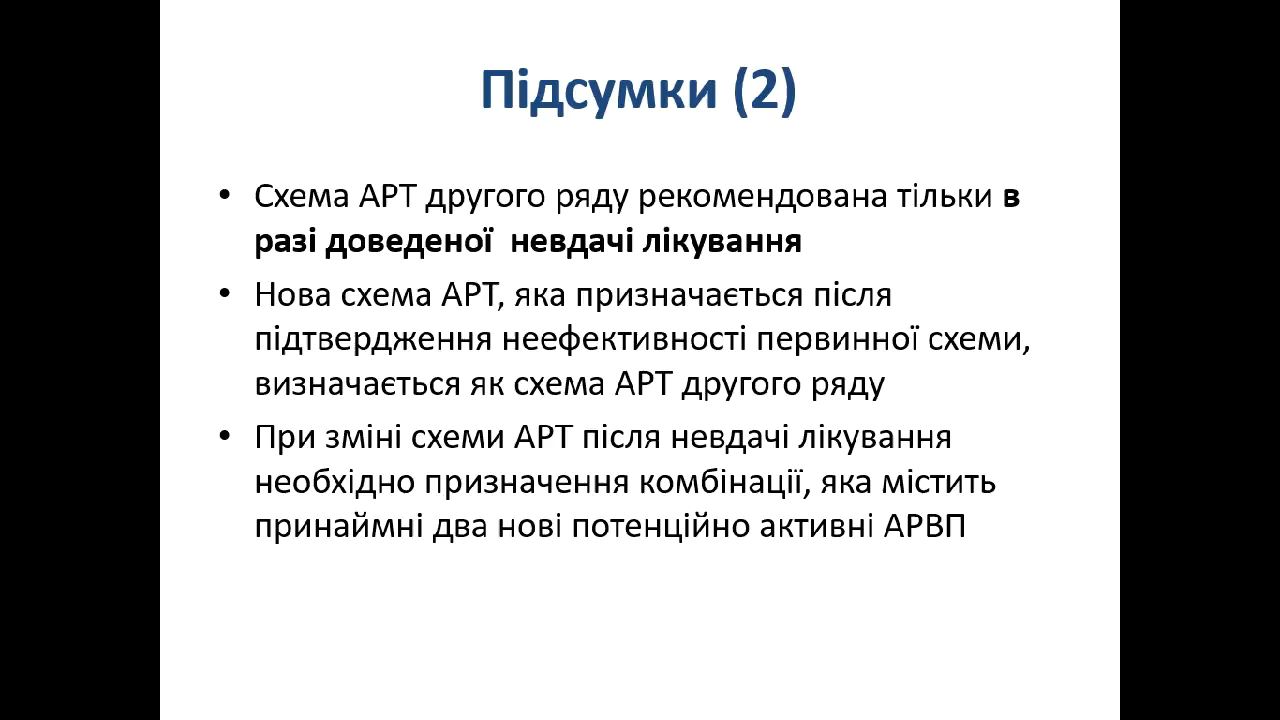 Підсумки (2)
• Схема АРТ другого ряду рекомендована тільки в
разі доведеної  невдачі лікування
• Нова схема АРТ, яка призначається після
підтвердження неефективності первинної схеми,
визначається як схема АРТ другого ряду
• При зміні схеми АРТ після невдачі лікування
необхідно призначення комбінації, яка містить
принаймні два нові потенційно активні АРВП